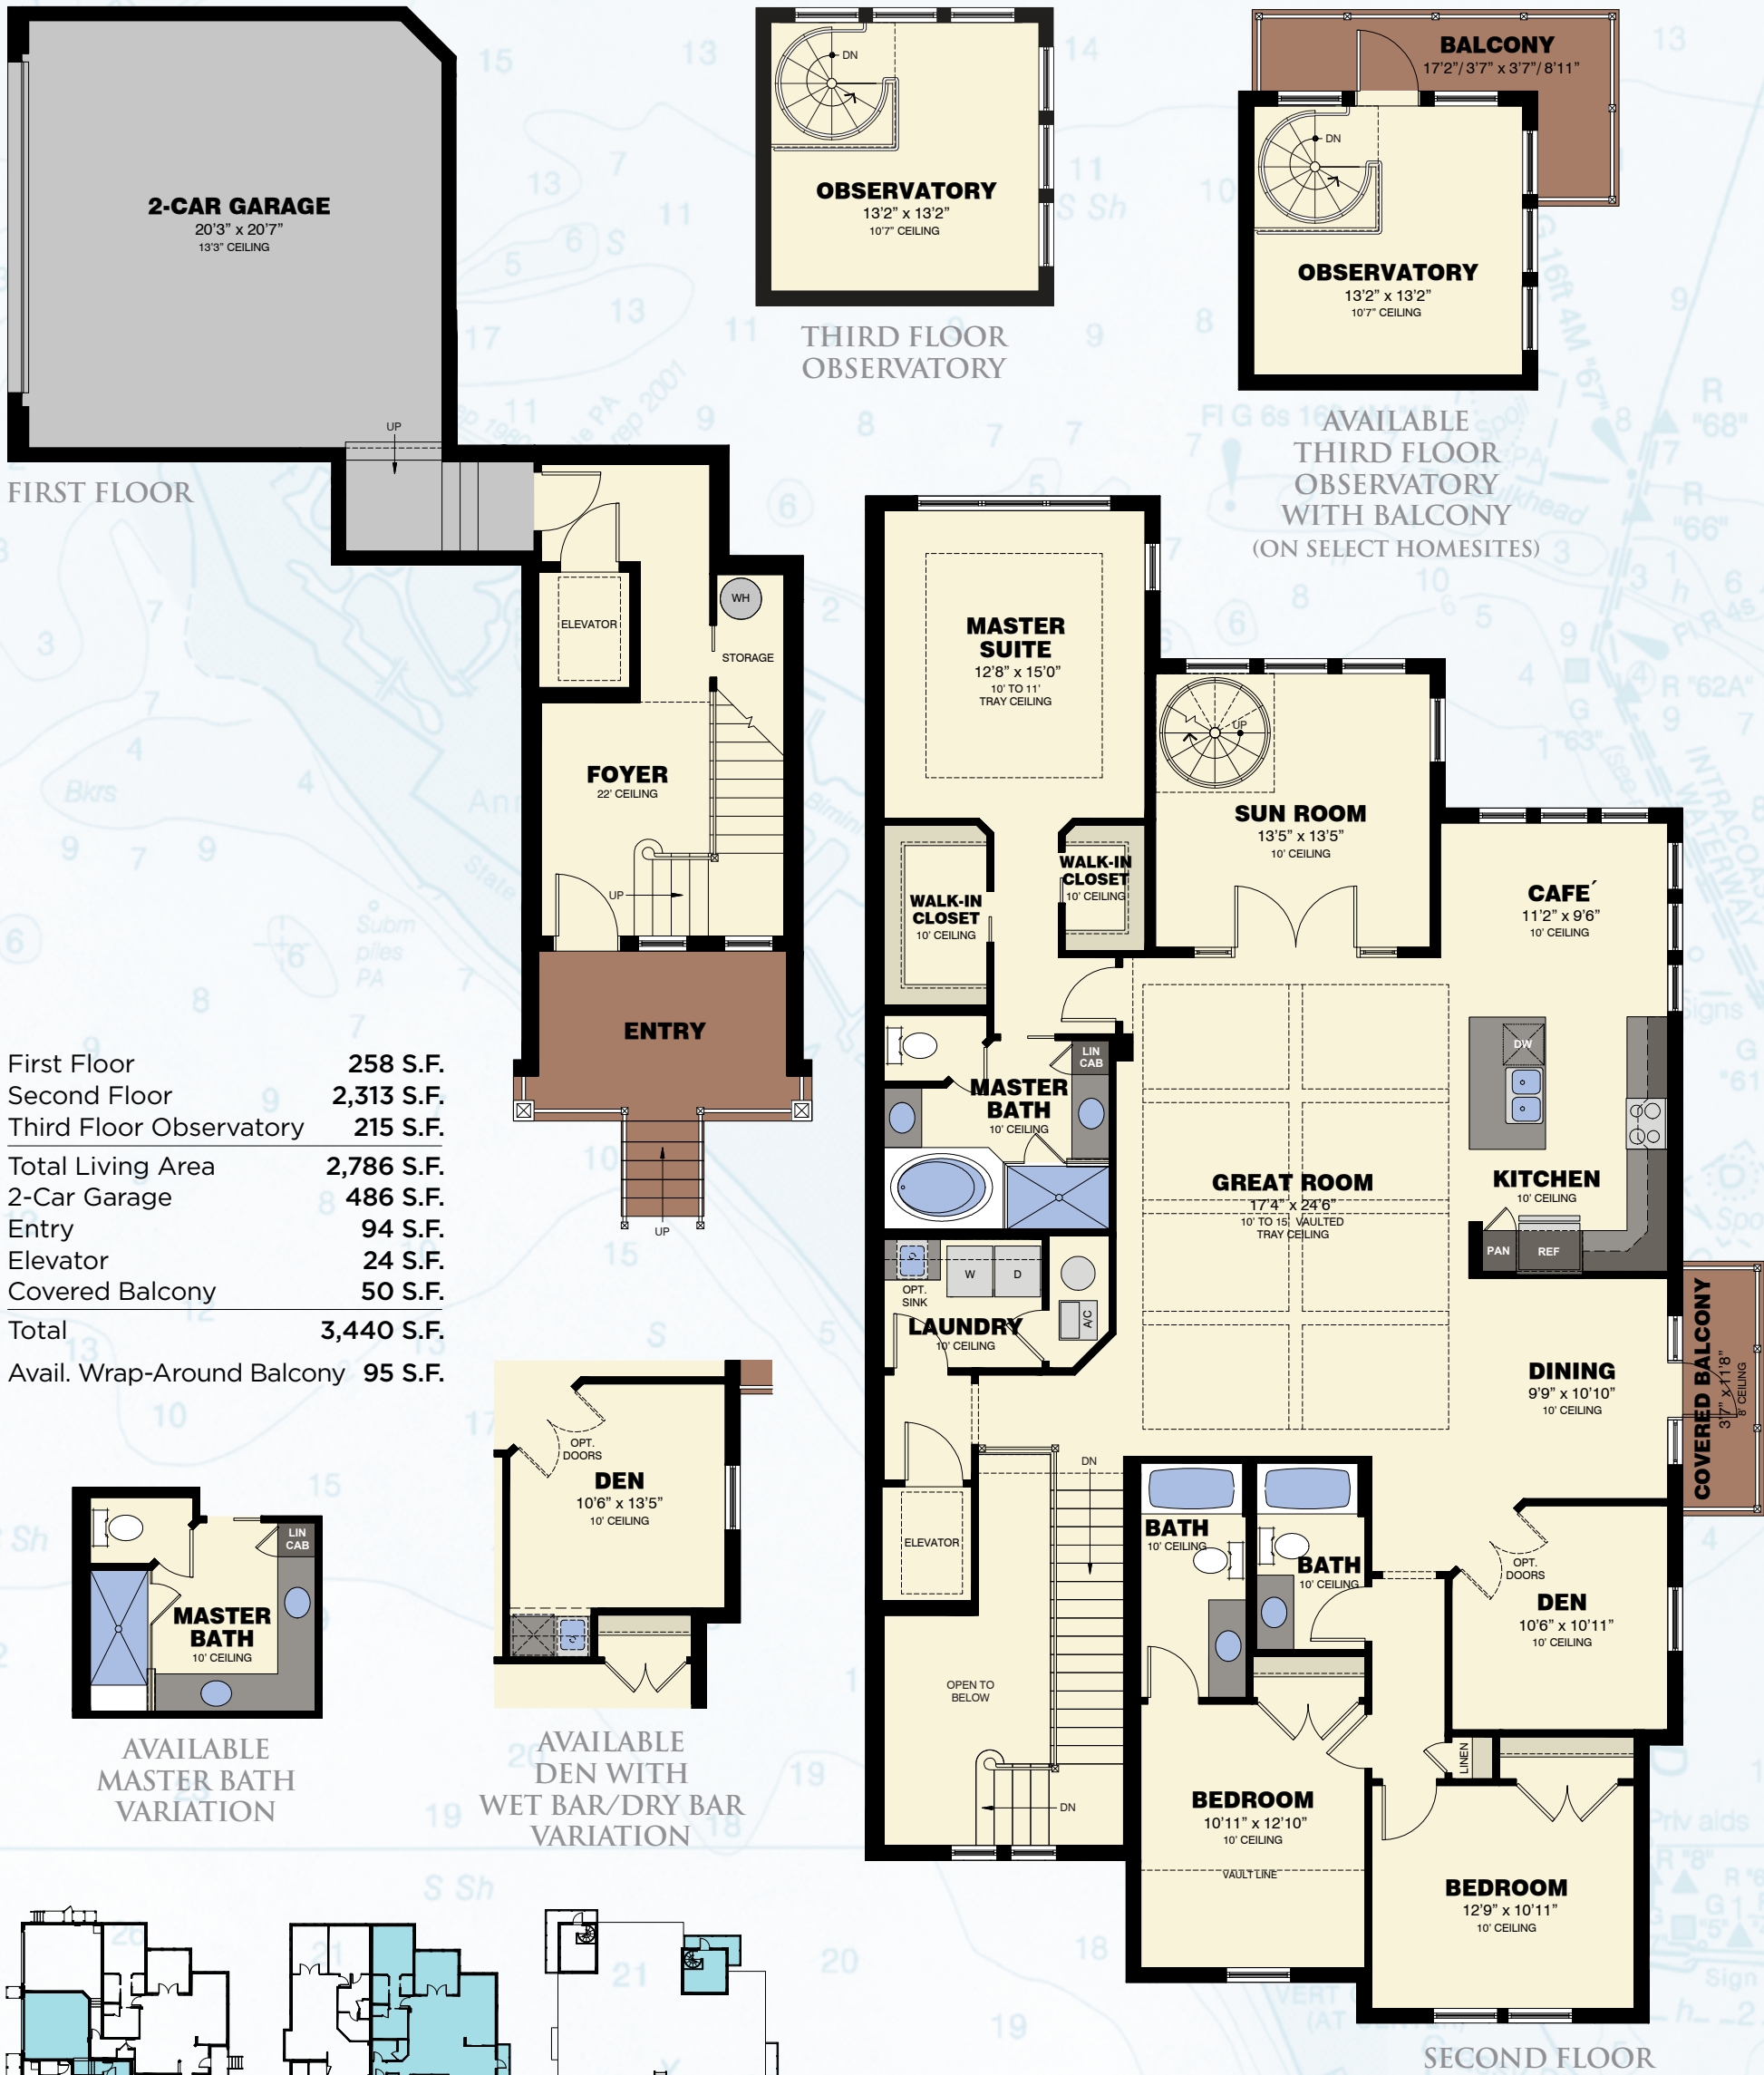 2-CAR GARAGE
20'3" x 20'7"
13'3" CEILING
UP
FIRST FLOOR
ELEVATOR
WH
STORAGE
FOYER
22' CEILING
UP
ENTRY
UP
DN
OBSERVATORY
13'2" x 13'2"
10'7" CEILING
THIRD FLOOR
OBSERVATORY
BALCONY
17'2"/ 3'7" x 3'7"/ 8'11"
DN
OBSERVATORY
13'2" x 13'2"
10'7" CEILING
AVAILABLE
THIRD FLOOR
OBSERVATORY
WITH BALCONY
(ON SELECT HOMESITES)
First Floor 258 S.F.
Second Floor 2,313 S.F.
Third Floor Observatory 215 S.F.
Total Living Area 2,786 S.F.
2-Car Garage 486 S.F.
Entry 94 S.F.
Elevator 24 S.F.
Covered Balcony 50 S.F.
Total 3,440 S.F.
Avail. Wrap-Around Balcony 95 S.F.
LIN
CAB
MASTER
BATH
10' CEILING
AVAILABLE
MASTER BATH
VARIATION
OPT.
DOORS
DEN
10'6" x 13'5"
10' CEILING
AVAILABLE
DEN WITH
WET BAR/DRY BAR
VARIATION
MASTER
SUITE
12'8" x 15'0"
10' TO 11'
TRAY CEILING
UP
SUN ROOM
13'5" x 13'5"
10' CEILING
WALK-IN
CLOSET
10' CEILING
WALK-IN
CLOSET
10' CEILING
CAFE´
11'2" x 9'6"
10' CEILING
LIN
CAB
MASTER
BATH
10' CEILING
DW
KITCHEN
10' CEILING
PAN
REF
GREAT ROOM
17'4" x 24'6"
10' TO 15' VAULTED
TRAY CEILING
OPT.
SINK
W
D
A/C
LAUNDRY
10' CEILING
DINING
9'9" x 10'10"
10' CEILING
COVERED BALCONY
3'7" x 11'8"
8' CEILING
ELEVATOR
DN
OPEN TO
BELOW
DN
BATH
10' CEILING
BATH
10' CEILING
OPT.
DOORS
DEN
10'6" x 10'11"
10' CEILING
LINEN
BEDROOM
10'11" x 12'10"
10' CEILING
VAULT LINE
BEDROOM
12'9" x 10'11"
10' CEILING
SECOND FLOOR